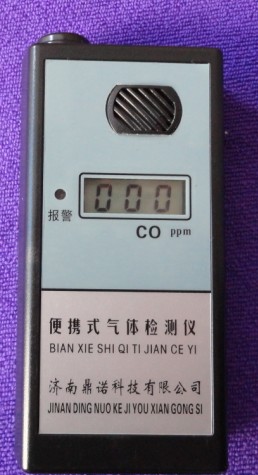 000
报警
CO ppm
便携式气体检测仪
BIAN XIE SHI QI TI JIAN CE YI
济南鼎诺科技有限公司
JINAN DING NUO KE JI YOU XIAN GONG SI